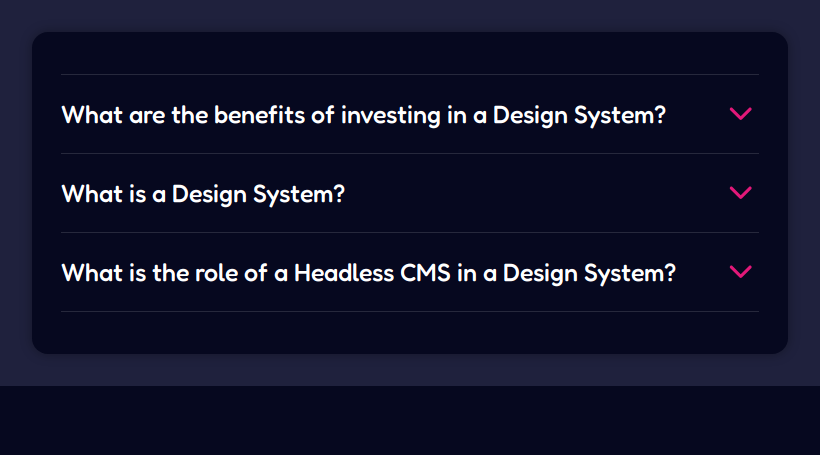 What are the benefits of investing in a Design System?
What is a Design System?
What is the role of a Headless CMS in a Design System?